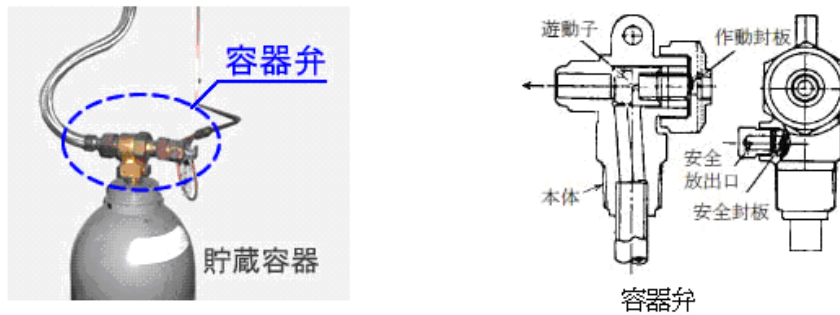 容器弁
貯蔵容器
遊動子
作動封板
安全
放出口
本体
安全封板
容器弁